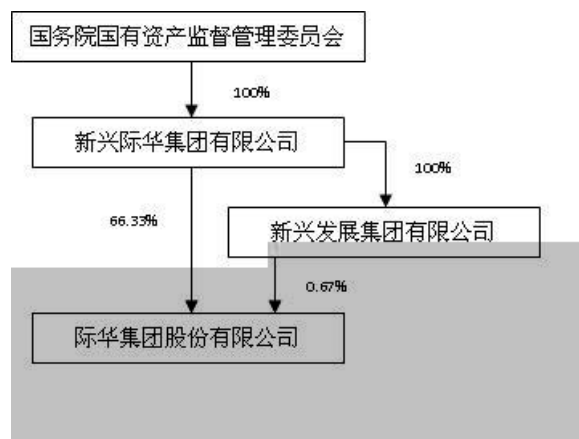 国务院国有资产监督管理委员会
100%
新兴际华集团有限公司
100%
66.33%
新兴发展集团有限公司
0.67%
际华集团股份有限公司